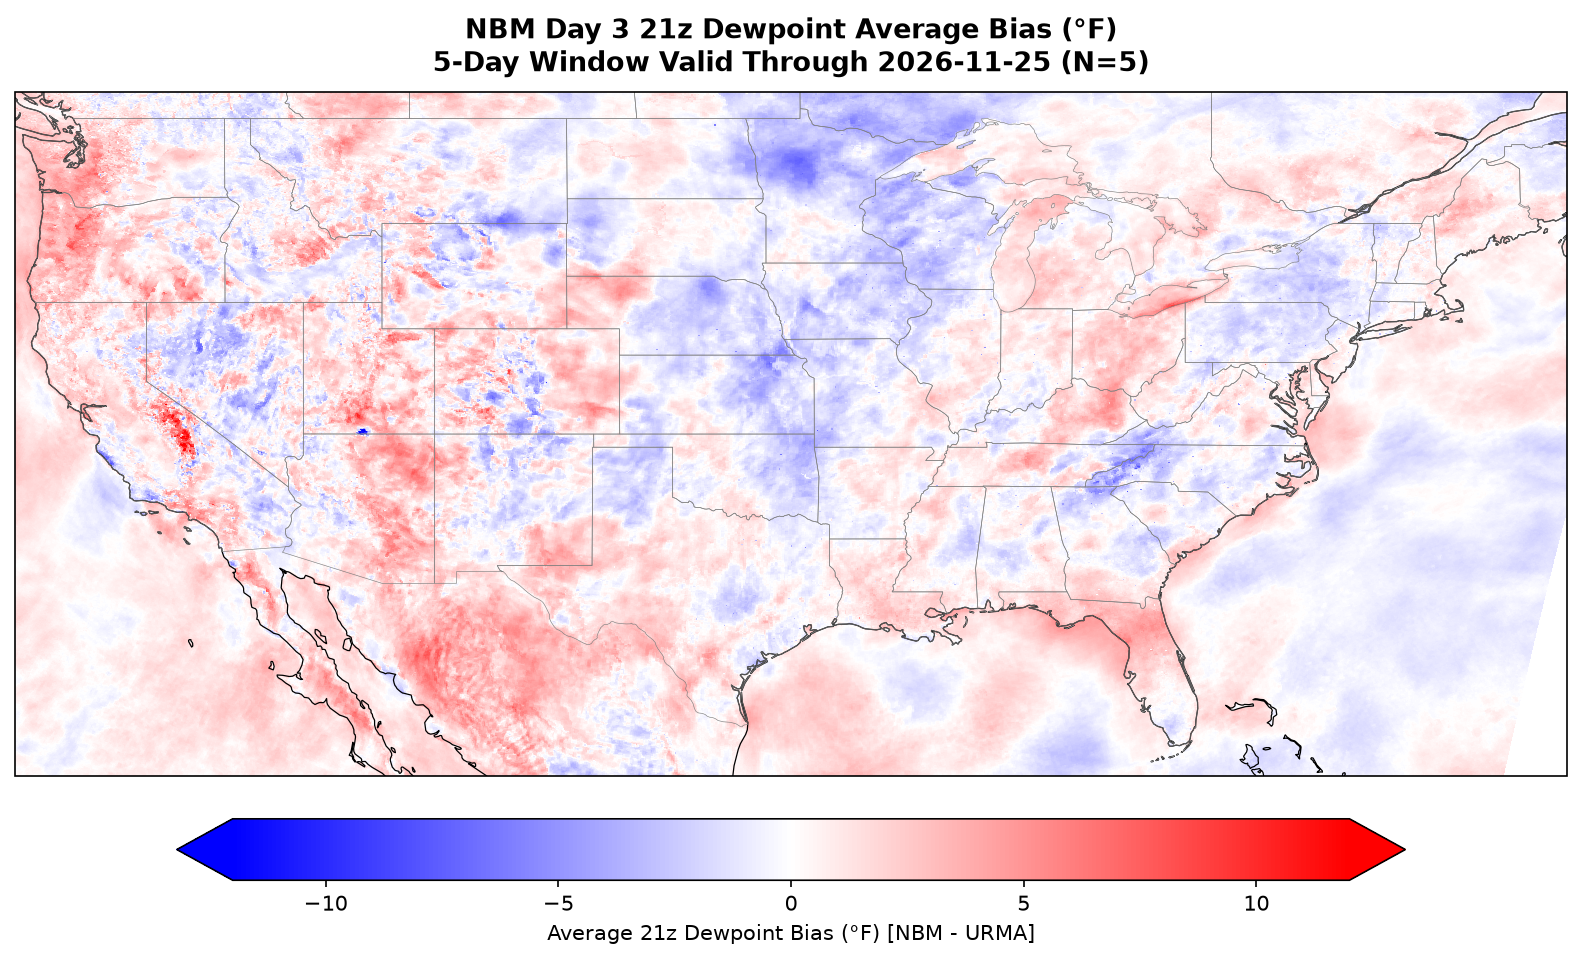 NBM Day 3 21z Dewpoint Average Bias (°F)
5-Day Window Valid Through 2026-11-25 (N=5)
−10 −5 0 5 10
Average 21z Dewpoint Bias (°F) [NBM - URMA]